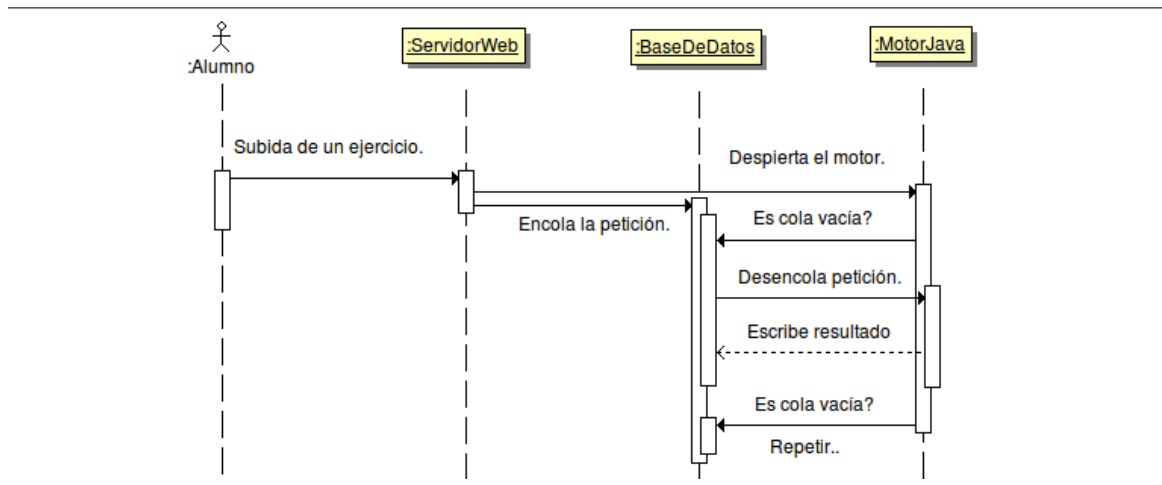 :Alumno
:ServidorWeb
:BaseDeDatos
:MotorJava
Subida de un ejercicio.
Despierta el motor.
Encola la petición.
Es cola vacía?
Desencola petición.
Escribe resultado
Es cola vacía?
Repetir..